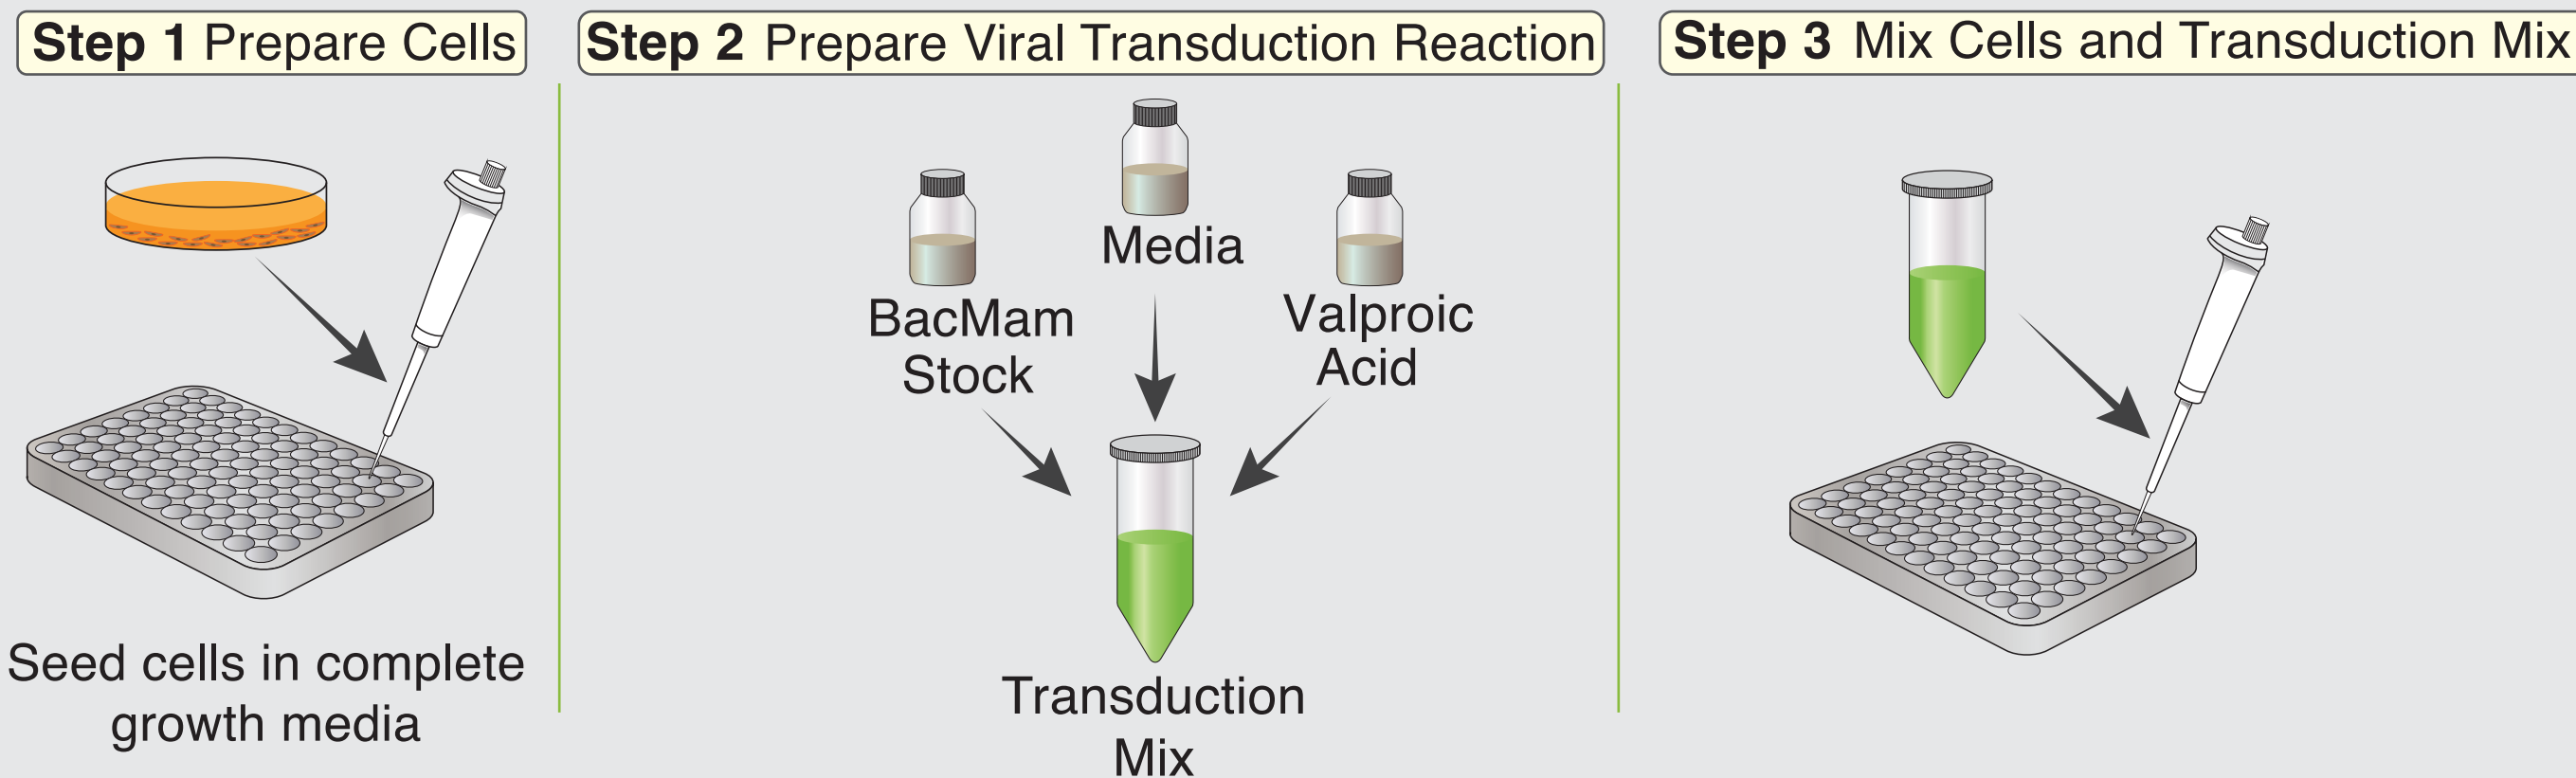 Step 1 Prepare Cells
Seed cells in complete
growth media
Step 2 Prepare Viral Transduction Reaction
Media
BacMam
Stock
Valproic
Acid
Transduction
Mix
Step 3 Mix Cells and Transduction Mix